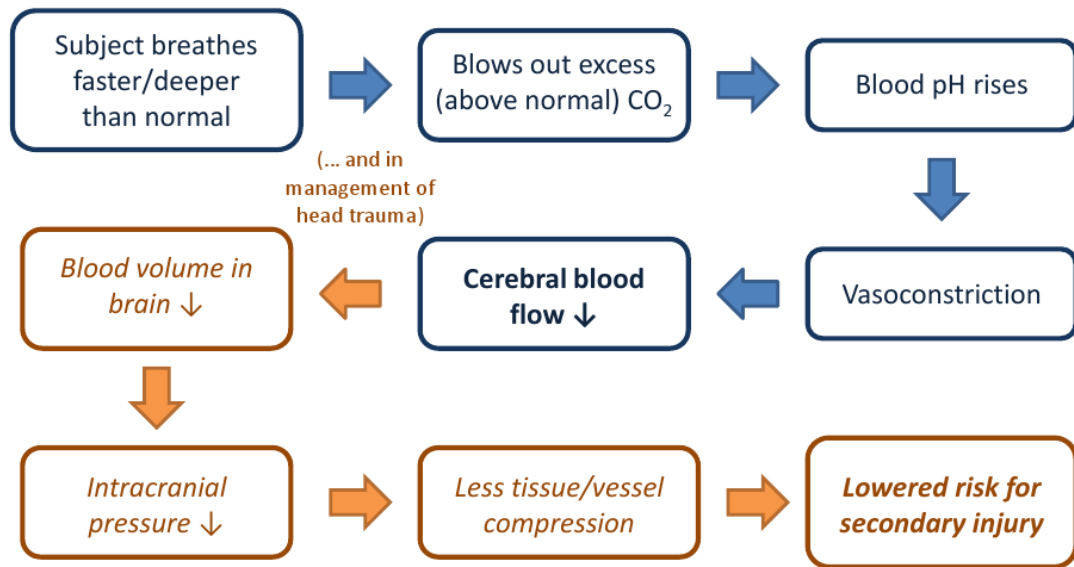 Subject breathes
faster/deeper
than normal
Blows out excess
(above normal) CO₂
Blood pH rises
(... and in
management of
head trauma)
Vasoconstriction
Cerebral blood
flow ↓
Blood volume in
brain ↓
Intracranial
pressure ↓
Less tissue/vessel
compression
Lowered risk for
secondary injury